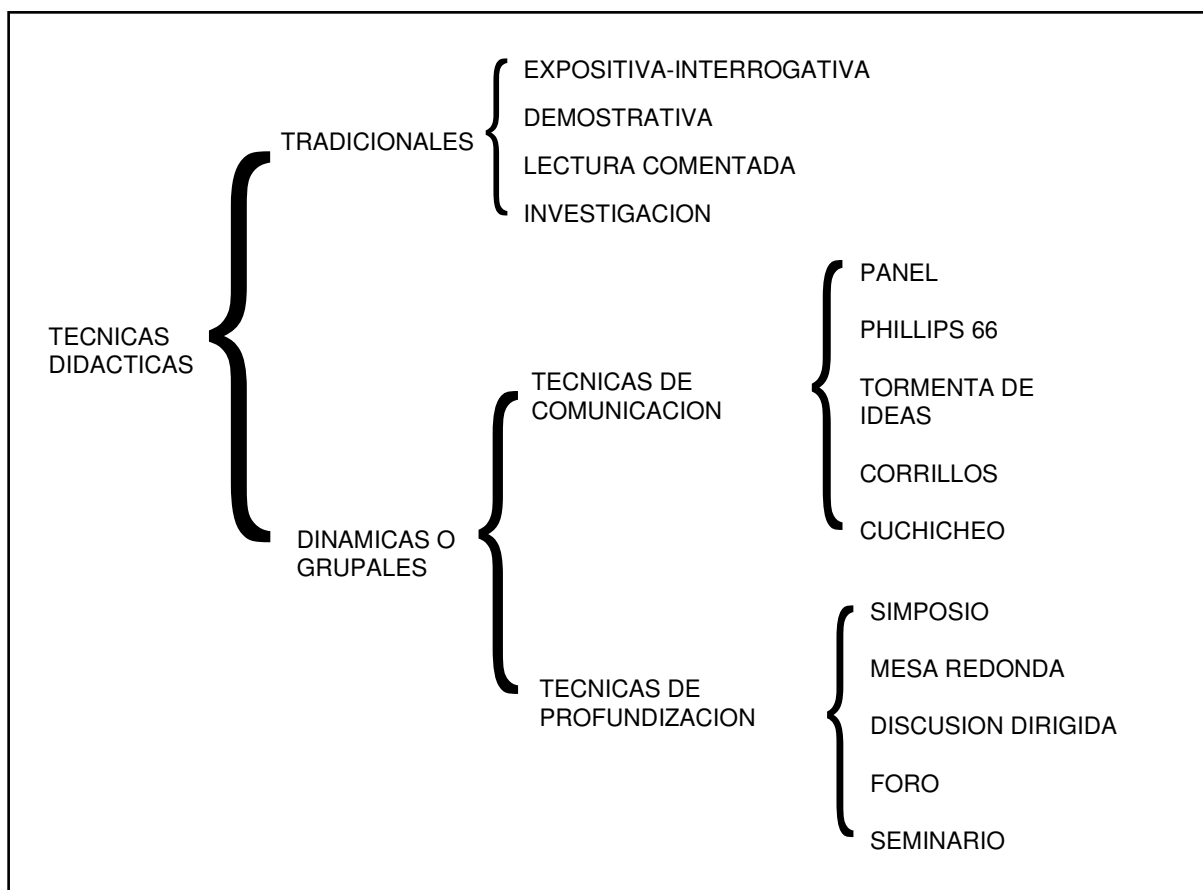 TECNICAS
DIDACTICAS
TRADICIONALES
EXPOSITIVA-INTERROGATIVA
DEMOSTRATIVA
LECTURA COMENTADA
INVESTIGACION
DINAMICAS O
GRUPALES
TECNICAS DE
COMUNICACION
PANEL
PHILLIPS 66
TORMENTA DE
IDEAS
CORRILLOS
CUCHICHEO
TECNICAS DE
PROFUNDIZACION
SIMPOSIO
MESA REDONDA
DISCUSION DIRIGIDA
FORO
SEMINARIO